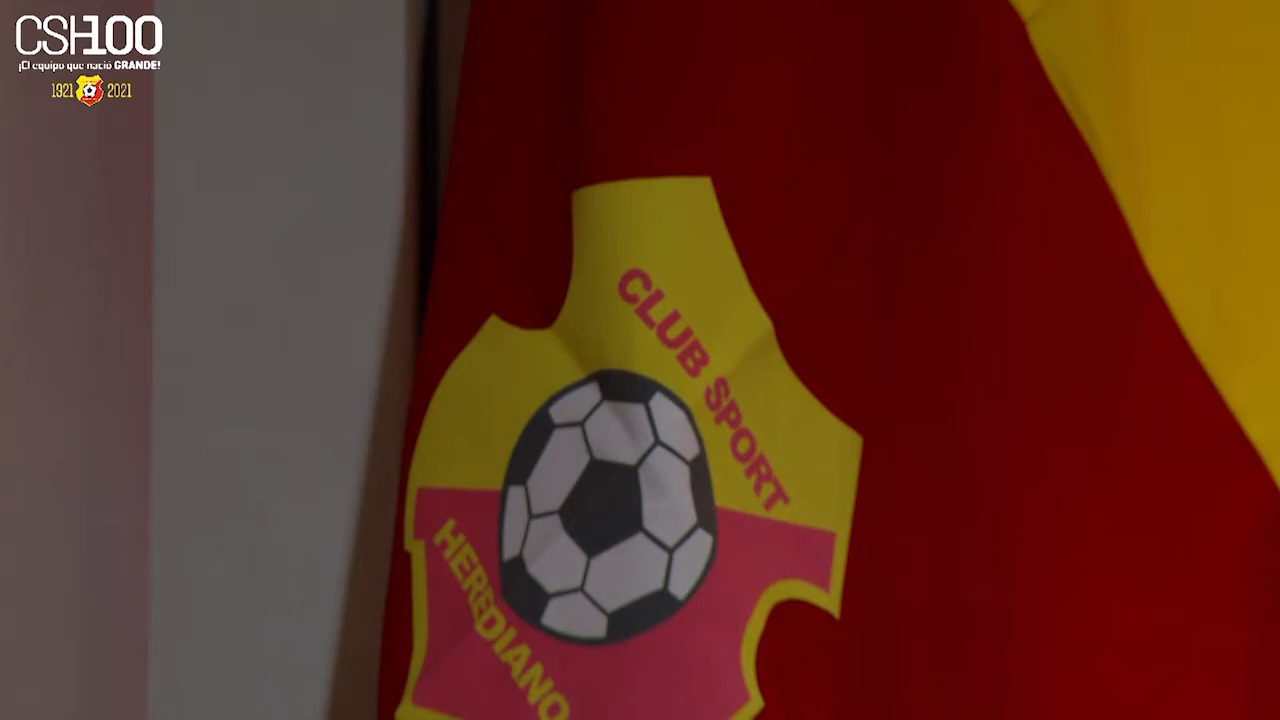 CSH100
¡El equipo que nació GRANDE!
1921 2021
CLUB SPORT
HEREDIANO